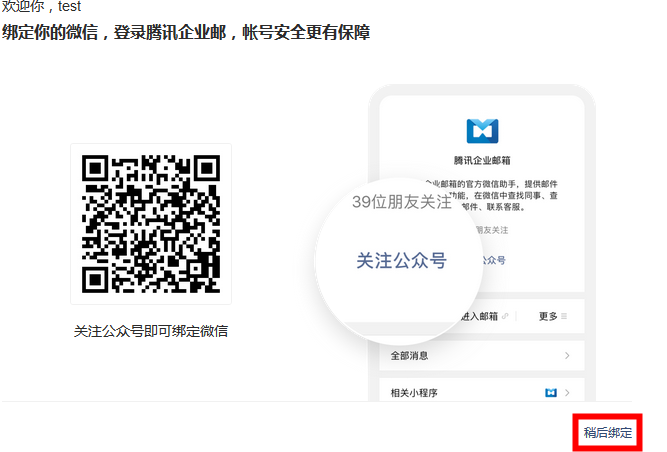 欢迎你，test
绑定你的微信，登录腾讯企业邮，帐号安全更有保障
关注公众号即可绑定微信
腾讯企业邮箱
企业邮箱的官方微信助手，提供邮件
功能，在微信中查找同事、查
邮件、联系客服。
39位朋友关注
朋友关注
关注公众号
公众号
进入邮箱
更多
全部消息
相关小程序
稍后绑定